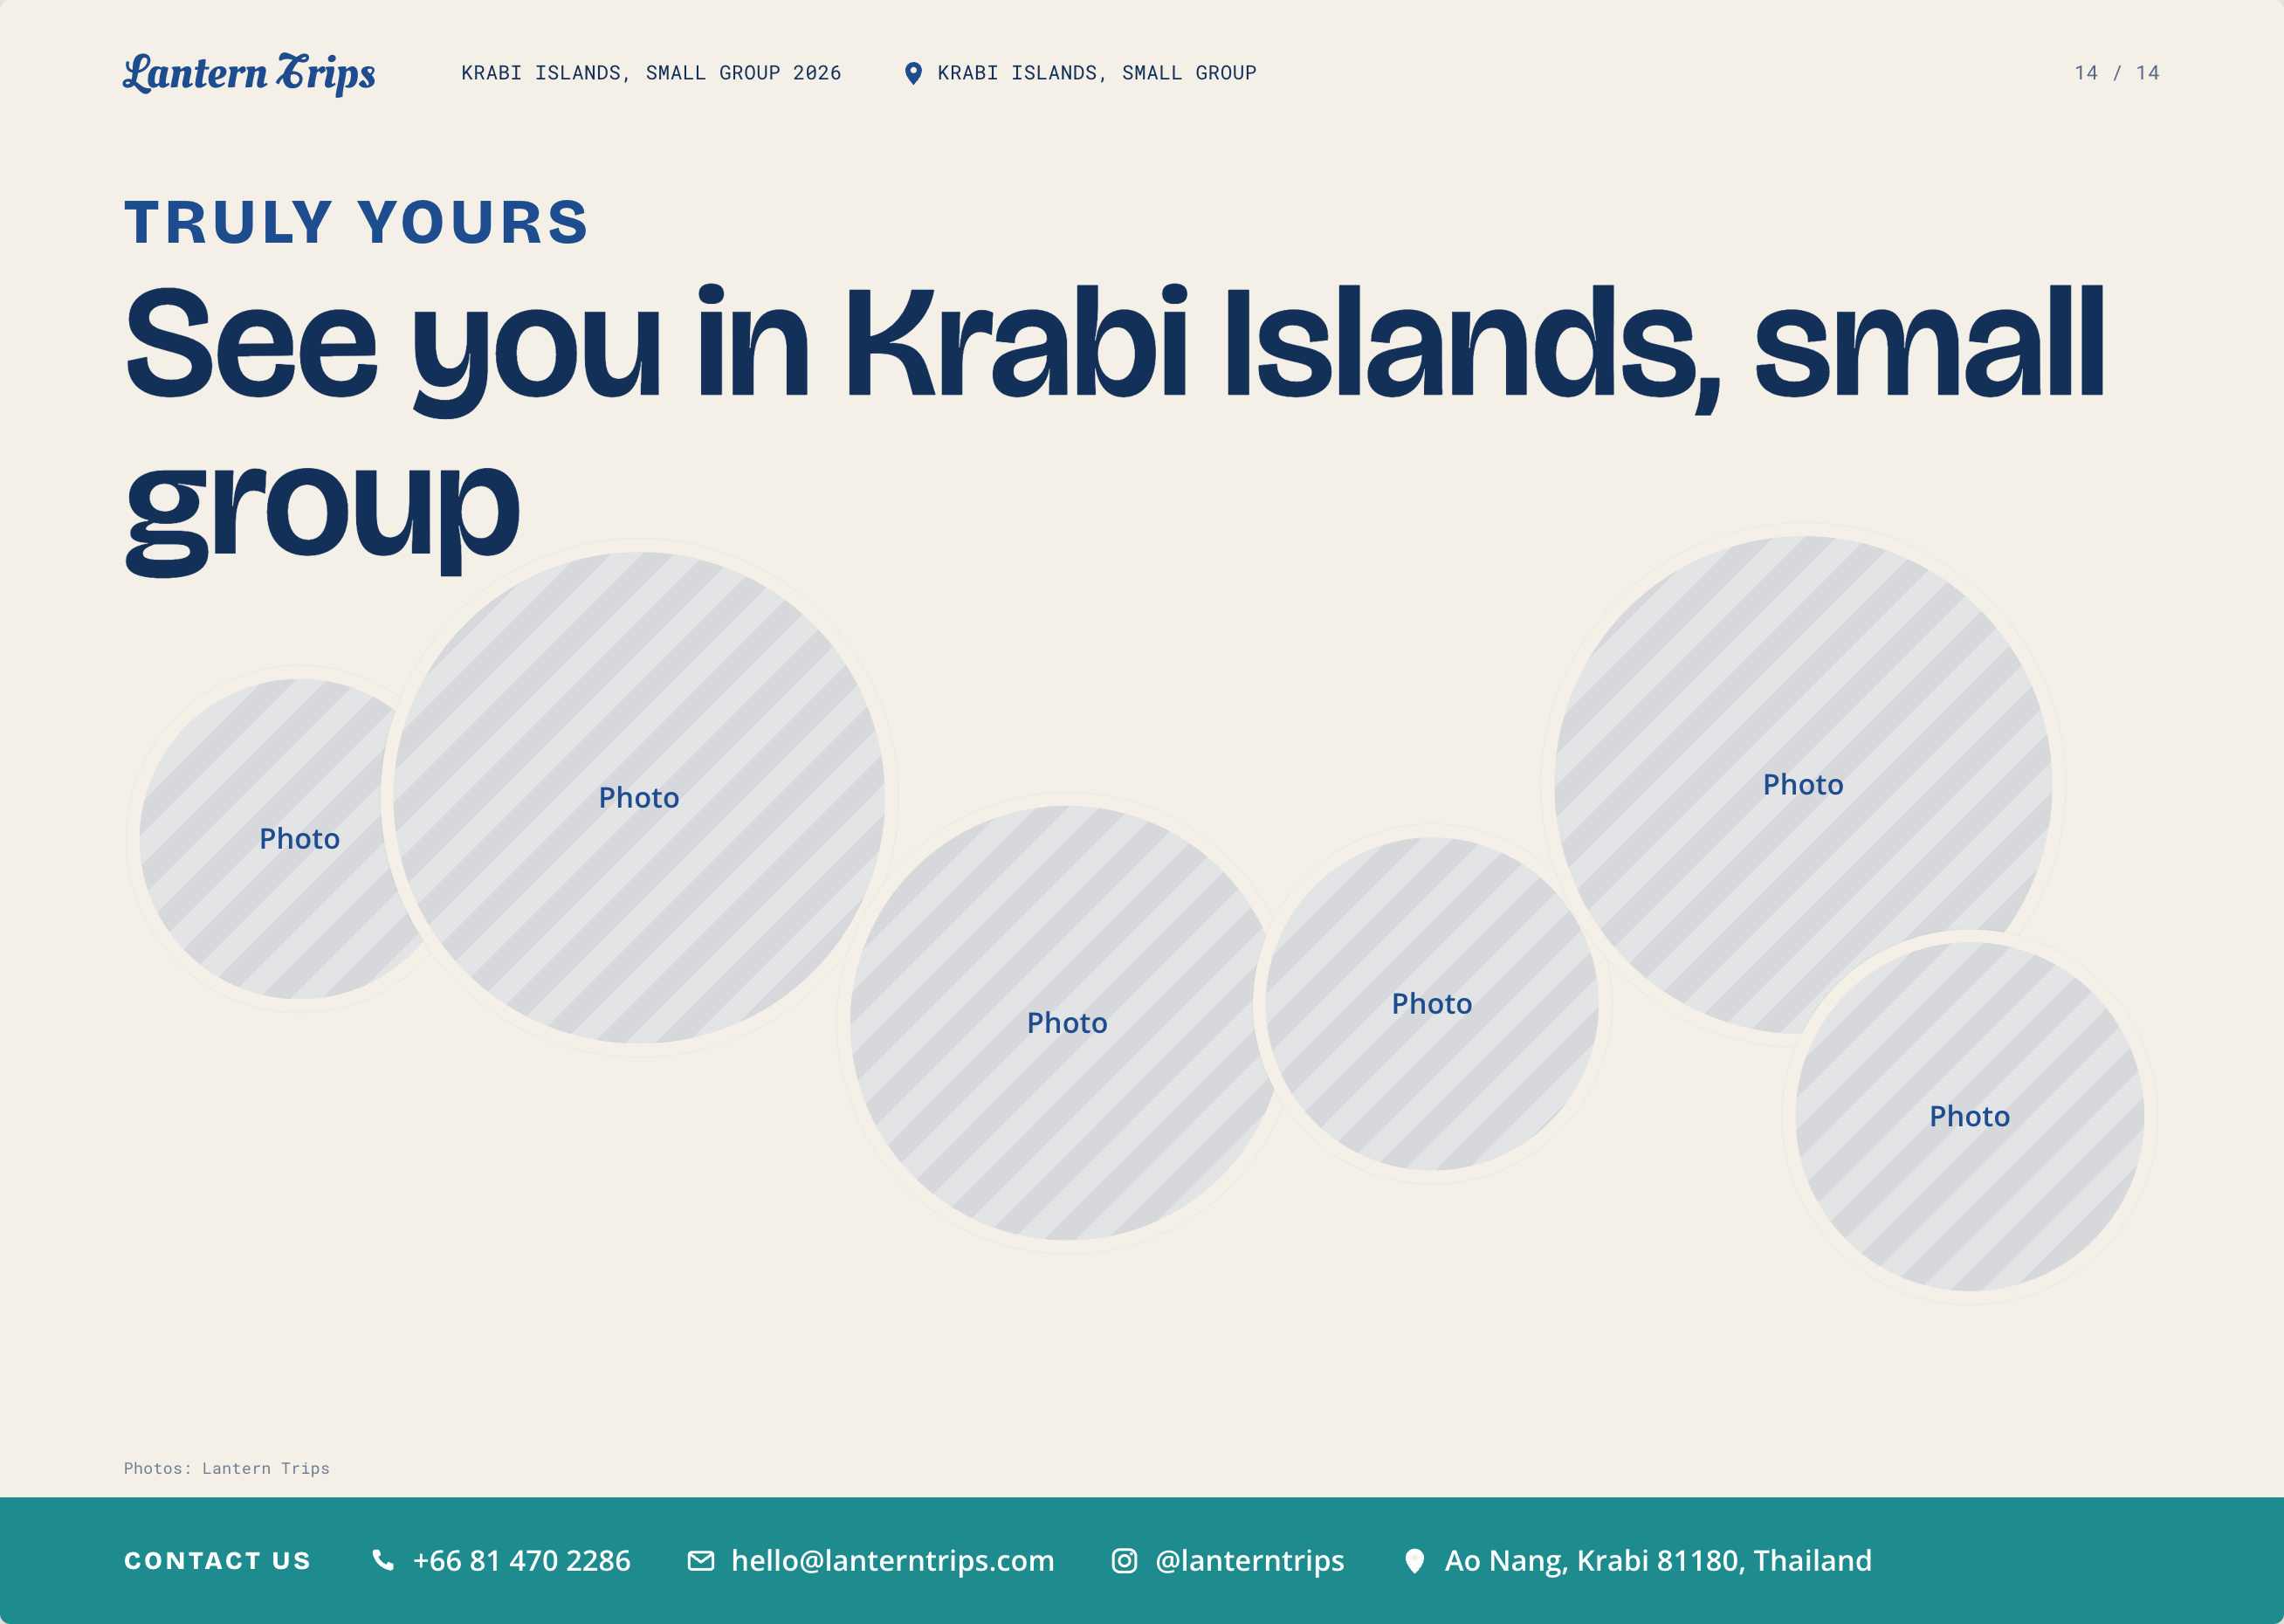 Lantern Trips
KRABI ISLANDS, SMALL GROUP 2026
KRABI ISLANDS, SMALL GROUP
14 / 14
TRULY YOURS
See you in Krabi Islands, small
group
Photo
Photo
Photo
Photo
Photo
Photo
Photos: Lantern Trips
CONTACT US
+66 81 470 2286
hello@lanterntrips.com
@lanterntrips
Ao Nang, Krabi 81180, Thailand